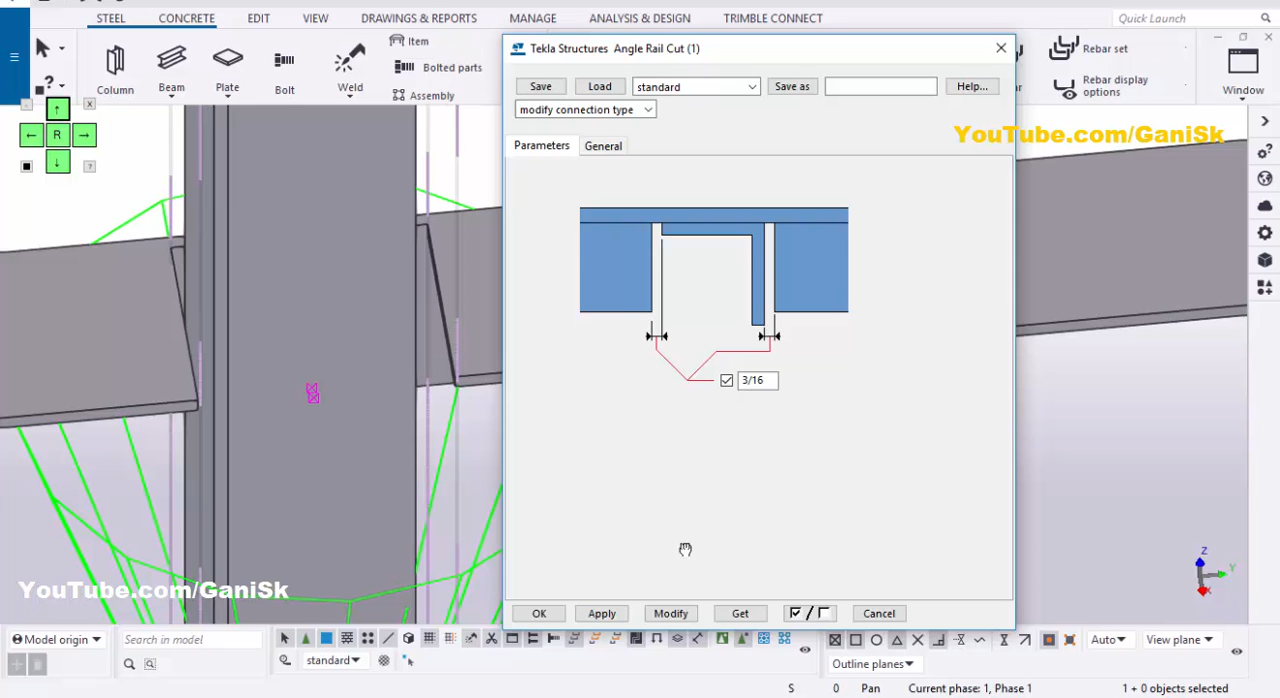 STEEL CONCRETE EDIT VIEW DRAWINGS & REPORTS MANAGE ANALYSIS & DESIGN TRIMBLE CONNECT Quick Launch
Tekla Structures Angle Rail Cut (1)
Item
Bolted parts
Assembly
Column Beam Plate Bolt Weld
Rebar set
Rebar display
options
Window
Save Load standard Save as Help...
modify connection type
YouTube.com/GaniSk
Parameters General
R
3/16
YouTube.com/GaniSk
Z
Y
OK Apply Modify Get / Cancel
Model origin Search in model
standard
Auto View plane
Outline planes
S 0 Pan Current phase: 1, Phase 1 1 + 0 objects selected